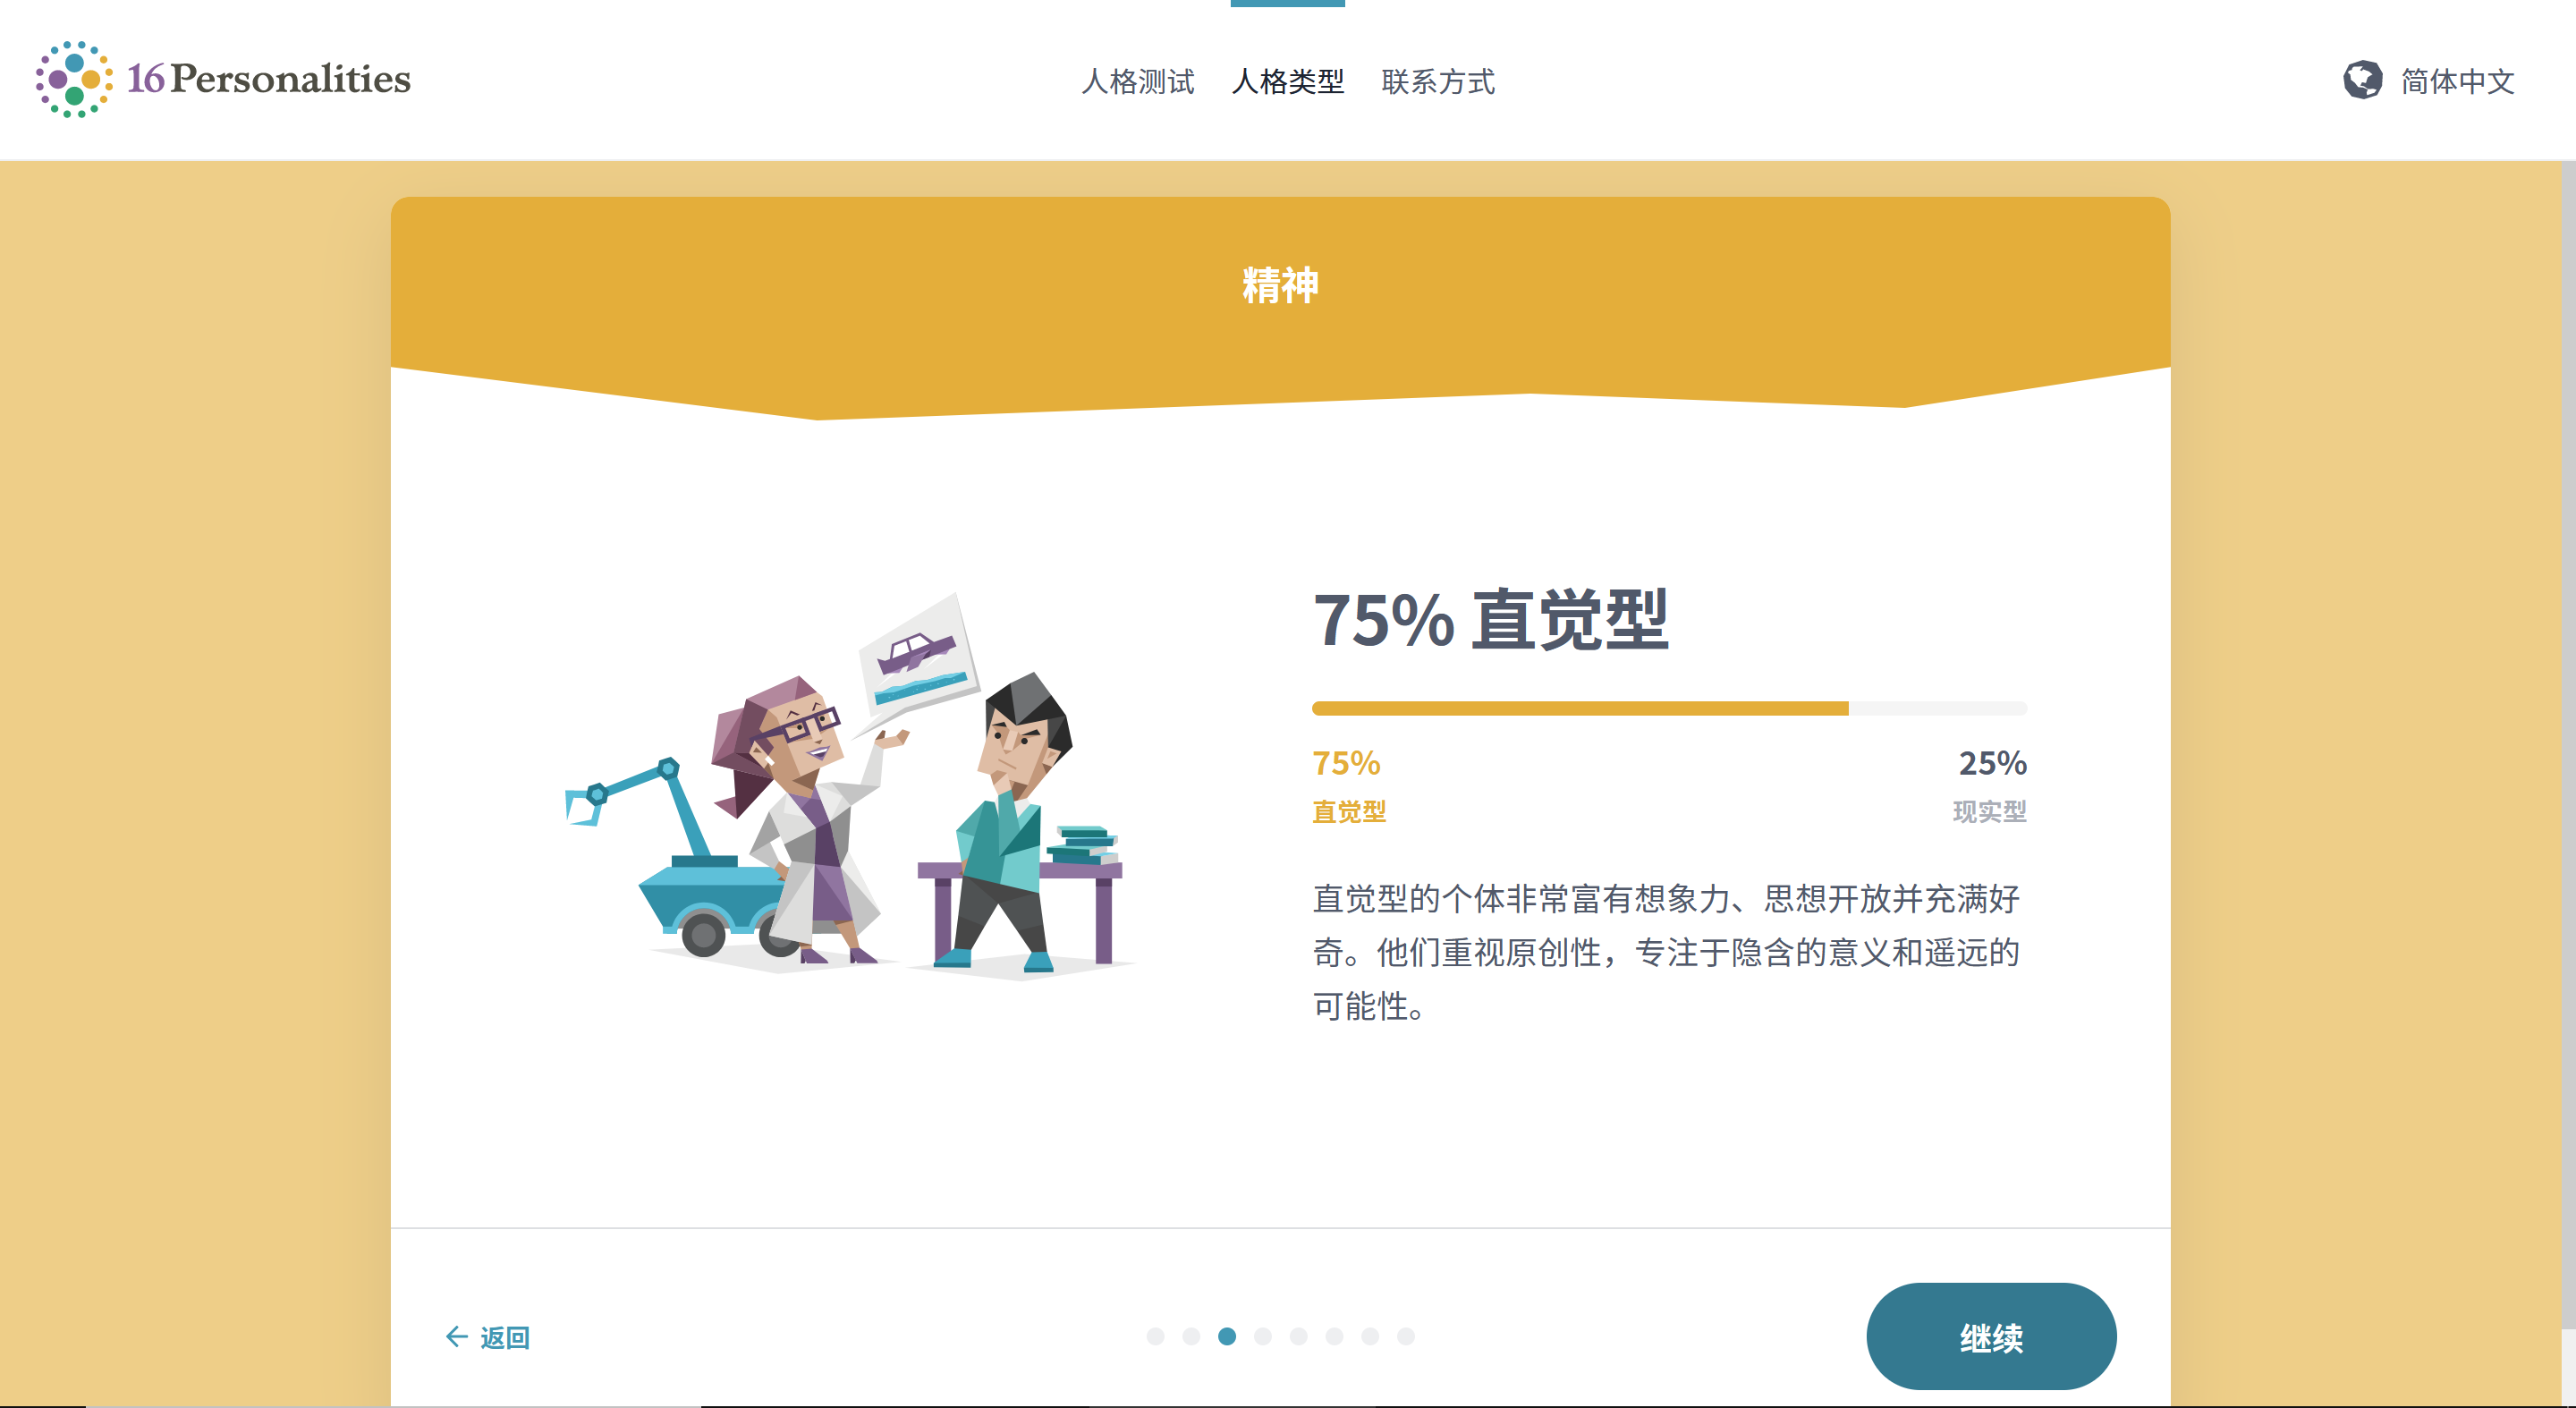 16Personalities
人格测试 人格类型 联系方式
简体中文
精神
75% 直觉型
75% 25%
直觉型 现实型
直觉型的个体非常富有想象力、思想开放并充满好
奇。他们重视原创性，专注于隐含的意义和遥远的
可能性。
返回
继续